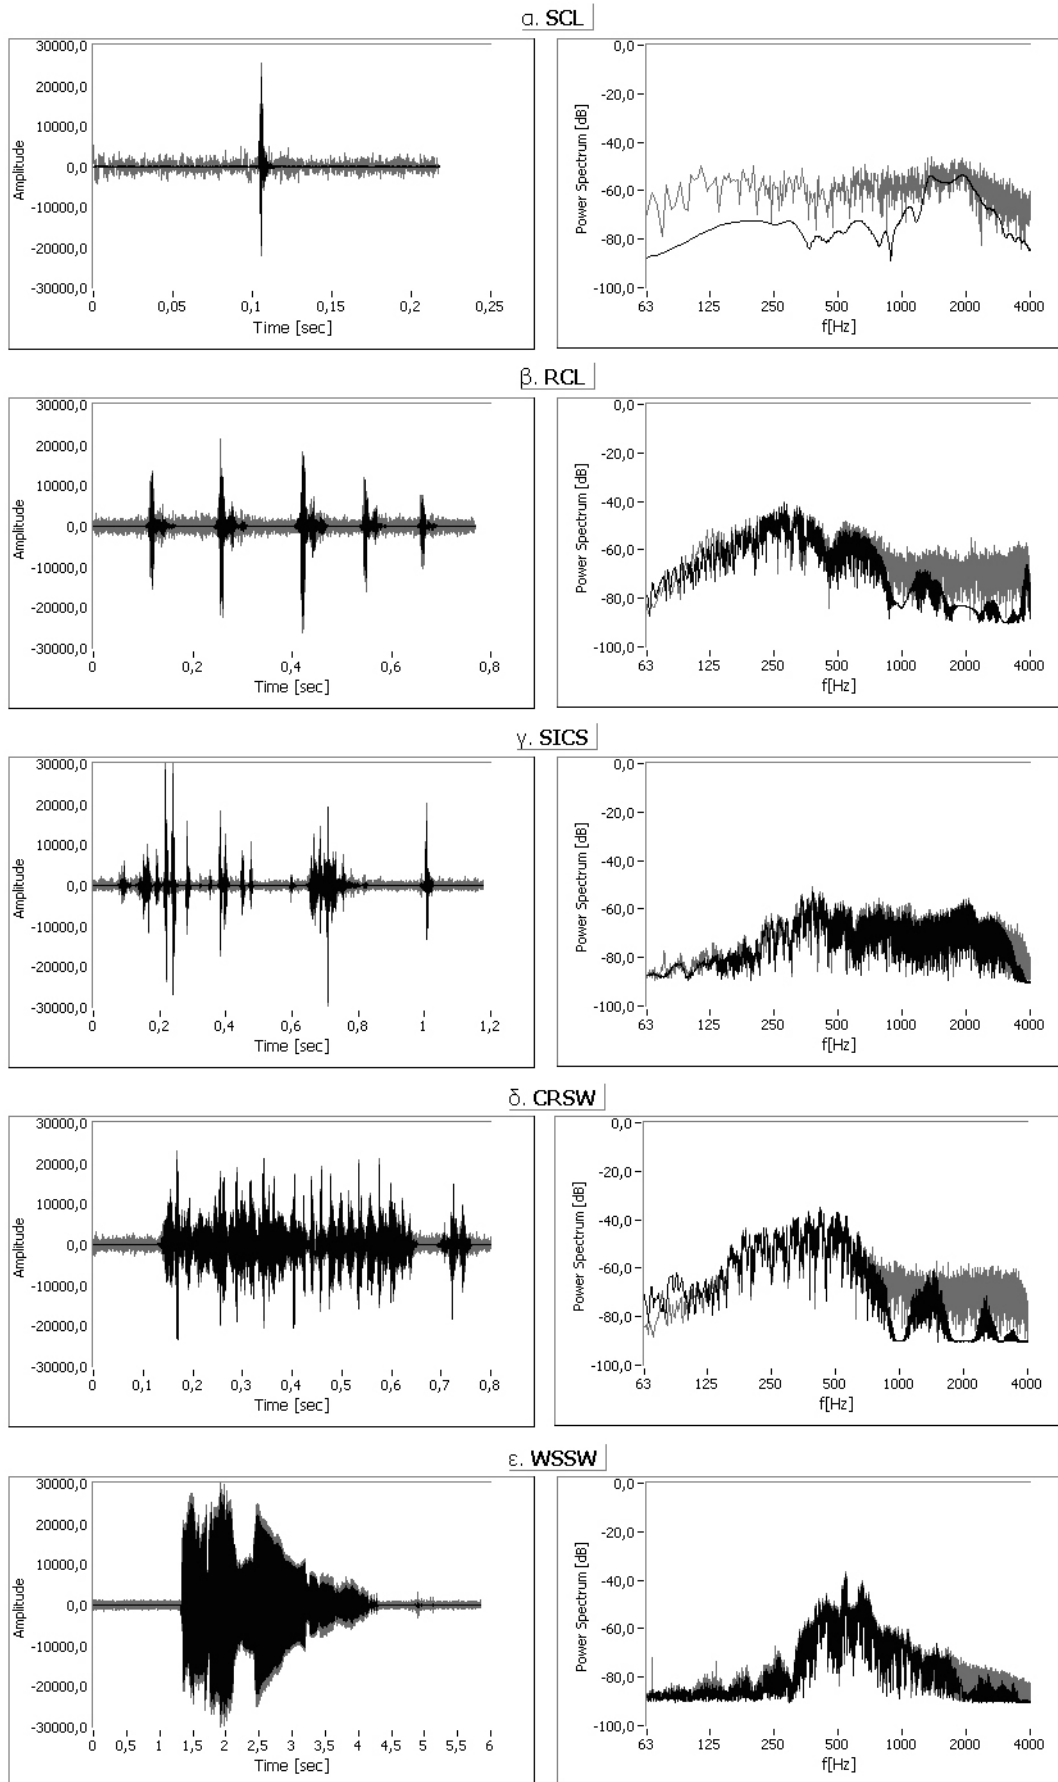 α. SCL
30000,0
20000,0
10000,0
0,0
-10000,0
-20000,0
-30000,0
Amplitude
0 0,05 0,1 0,15 0,2 0,25
Time [sec]
0,0
-20,0
-40,0
-60,0
-80,0
-100,0
Power Spectrum [dB]
63 125 250 500 1000 2000 4000
f[Hz]
β. RCL
30000,0
20000,0
10000,0
0,0
-10000,0
-20000,0
-30000,0
Amplitude
0 0,2 0,4 0,6 0,8
Time [sec]
0,0
-20,0
-40,0
-60,0
-80,0
-100,0
Power Spectrum [dB]
63 125 250 500 1000 2000 4000
f[Hz]
γ. SICS
30000,0
20000,0
10000,0
0,0
-10000,0
-20000,0
-30000,0
Amplitude
0 0,2 0,4 0,6 0,8 1 1,2
Time [sec]
0,0
-20,0
-40,0
-60,0
-80,0
-100,0
Power Spectrum [dB]
63 125 250 500 1000 2000 4000
f[Hz]
δ. CRSW
30000,0
20000,0
10000,0
0,0
-10000,0
-20000,0
-30000,0
Amplitude
0 0,1 0,2 0,3 0,4 0,5 0,6 0,7 0,8
Time [sec]
0,0
-20,0
-40,0
-60,0
-80,0
-100,0
Power Spectrum [dB]
63 125 250 500 1000 2000 4000
f[Hz]
ε. WSSW
30000,0
20000,0
10000,0
0,0
-10000,0
-20000,0
-30000,0
Amplitude
0 0,5 1 1,5 2 2,5 3 3,5 4 4,5 5 5,5 6
Time [sec]
0,0
-20,0
-40,0
-60,0
-80,0
-100,0
Power Spectrum [dB]
63 125 250 500 1000 2000 4000
f[Hz]